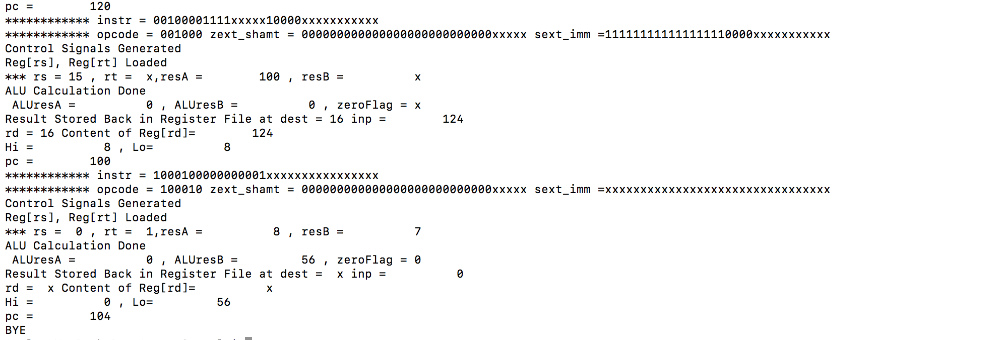 pc =        120
************ instr = 00100001111xxxxx10000xxxxxxxxxxx
************ opcode = 001000 zext_shamt = 000000000000000000000000000xxxxx sext_imm =111111111111111110000xxxxxxxxxxx
Control Signals Generated
Reg[rs], Reg[rt] Loaded
*** rs = 15 , rt =  x,resA =        100 , resB =          x
ALU Calculation Done
 ALUresA =          0 , ALUresB =          0 , zeroFlag = x
Result Stored Back in Register File at dest = 16 inp =        124
rd = 16 Content of Reg[rd]=        124
Hi =          8 , Lo=          8
pc =        100
************ instr = 1000100000000001xxxxxxxxxxxxxxxx
************ opcode = 100010 zext_shamt = 000000000000000000000000000xxxxx sext_imm =xxxxxxxxxxxxxxxxxxxxxxxxxxxxxxxx
Control Signals Generated
Reg[rs], Reg[rt] Loaded
*** rs =  0 , rt =  1,resA =          8 , resB =          7
ALU Calculation Done
 ALUresA =          0 , ALUresB =         56 , zeroFlag = 0
Result Stored Back in Register File at dest =  x inp =          0
rd =  x Content of Reg[rd]=          x
Hi =          0 , Lo=         56
pc =        104
BYE